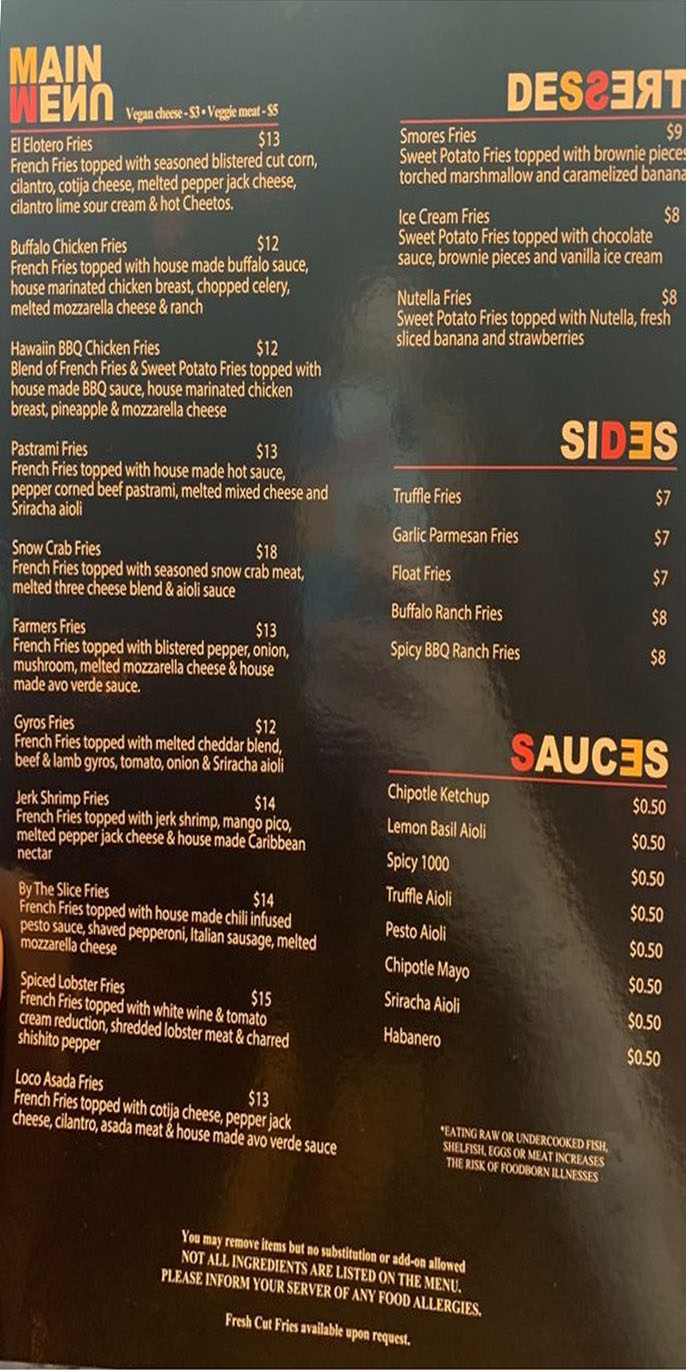 MAIN
MENU Vegan cheese - $3 • Veggie meat - $5
El Elotero Fries $13
French Fries topped with seasoned blistered cut corn,
cilantro, cotija cheese, melted pepper jack cheese,
cilantro lime sour cream & hot Cheetos.
Buffalo Chicken Fries $12
French Fries topped with house made buffalo sauce,
house marinated chicken breast, chopped celery,
melted mozzarella cheese & ranch
Hawaiin BBQ Chicken Fries $12
Blend of French Fries & Sweet Potato Fries topped with
house made BBQ sauce, house marinated chicken
breast, pineapple & mozzarella cheese
Pastrami Fries $13
French Fries topped with house made hot sauce,
pepper corned beef pastrami, melted mixed cheese and
Sriracha aioli
Snow Crab Fries $18
French Fries topped with seasoned snow crab meat,
melted three cheese blend & aioli sauce
Farmers Fries $13
French Fries topped with blistered pepper, onion,
mushroom, melted mozzarella cheese & house
made avo verde sauce.
Gyros Fries $12
French Fries topped with melted cheddar blend,
beef & lamb gyros, tomato, onion & Sriracha aioli
Jerk Shrimp Fries $14
French Fries topped with jerk shrimp, mango pico,
melted pepper jack cheese & house made Caribbean
nectar
By The Slice Fries $14
French Fries topped with house made chili infused
pesto sauce, shaved pepperoni, Italian sausage, melted
mozzarella cheese
Spiced Lobster Fries $15
French Fries topped with white wine & tomato
cream reduction, shredded lobster meat & charred
shishito pepper
Loco Asada Fries $13
French Fries topped with cotija cheese, pepper jack
cheese, cilantro, asada meat & house made avo verde sauce
DESSERT
Smores Fries $9
Sweet Potato Fries topped with brownie pieces
torched marshmallow and caramelized banana
Ice Cream Fries $8
Sweet Potato Fries topped with chocolate
sauce, brownie pieces and vanilla ice cream
Nutella Fries $8
Sweet Potato Fries topped with Nutella, fresh
sliced banana and strawberries
SIDES
Truffle Fries $7
Garlic Parmesan Fries $7
Float Fries $7
Buffalo Ranch Fries $8
Spicy BBQ Ranch Fries $8
SAUCES
Chipotle Ketchup $0.50
Lemon Basil Aioli $0.50
Spicy 1000 $0.50
Truffle Aioli $0.50
Pesto Aioli $0.50
Chipotle Mayo $0.50
Sriracha Aioli $0.50
Habanero $0.50
*EATING RAW OR UNDERCOOKED FISH,
SHELFISH, EGGS OR MEAT INCREASES
THE RISK OF FOODBORN ILLNESSES
You may remove items but no substitution or add-on allowed
NOT ALL INGREDIENTS ARE LISTED ON THE MENU.
PLEASE INFORM YOUR SERVER OF ANY FOOD ALLERGIES.
Fresh Cut Fries available upon request.